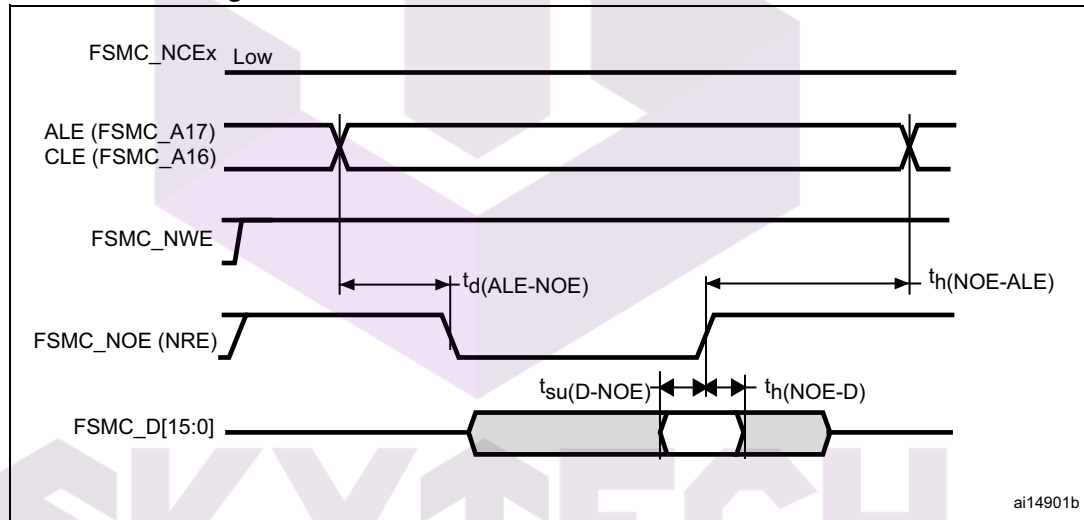 FSMC_NCEx Low
ALE (FSMC_A17)
CLE (FSMC_A16)
FSMC_NWE
td(ALE-NOE)
th(NOE-ALE)
FSMC_NOE (NRE)
tsu(D-NOE)
th(NOE-D)
FSMC_D[15:0]
SKYTECH
ai14901b